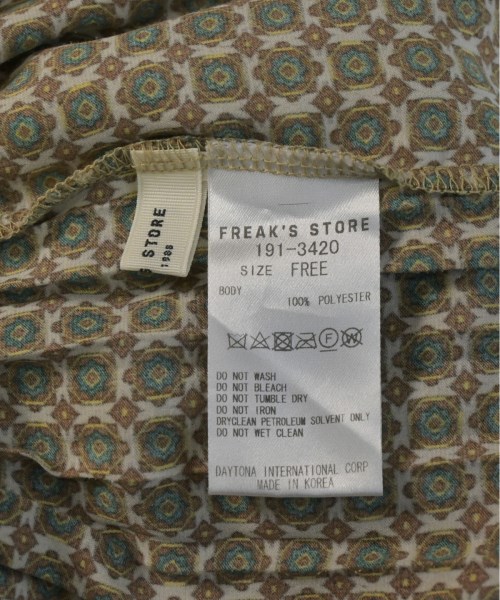 S STORE
1988
FREAK'S STORE
191-3420
SIZE FREE
BODY
100% POLYESTER
DO NOT WASH
DO NOT BLEACH
DO NOT TUMBLE DRY
DO NOT IRON
DRYCLEAN PETROLEUM SOLVENT ONLY
DO NOT WET CLEAN
DAYTONA INTERNATIONAL CORP
MADE IN KOREA